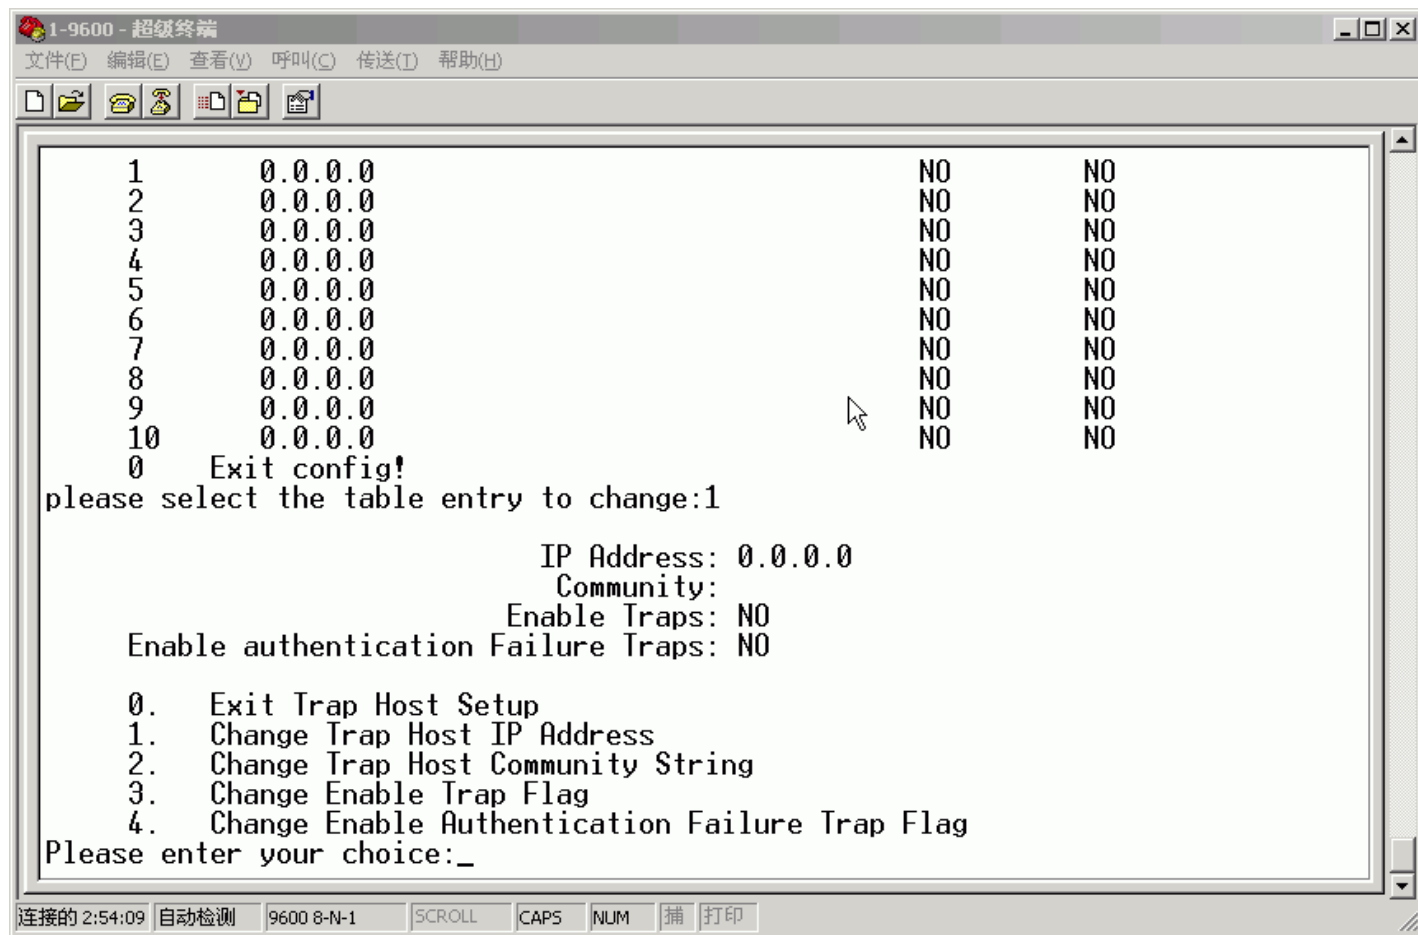 1-9600 - 超级终端
文件(F) 编辑(E) 查看(V) 呼叫(C) 传送(T) 帮助(H)
1 0.0.0.0 NO NO
2 0.0.0.0 NO NO
3 0.0.0.0 NO NO
4 0.0.0.0 NO NO
5 0.0.0.0 NO NO
6 0.0.0.0 NO NO
7 0.0.0.0 NO NO
8 0.0.0.0 NO NO
9 0.0.0.0 NO NO
10 0.0.0.0 NO NO
0 Exit config!
please select the table entry to change:1
IP Address: 0.0.0.0
Community:
Enable Traps: NO
Enable authentication Failure Traps: NO
0. Exit Trap Host Setup
1. Change Trap Host IP Address
2. Change Trap Host Community String
3. Change Enable Trap Flag
4. Change Enable Authentication Failure Trap Flag
Please enter your choice:_
连接的 2:54:09 自动检测 9600 8-N-1 SCROLL CAPS NUM 捕 打印